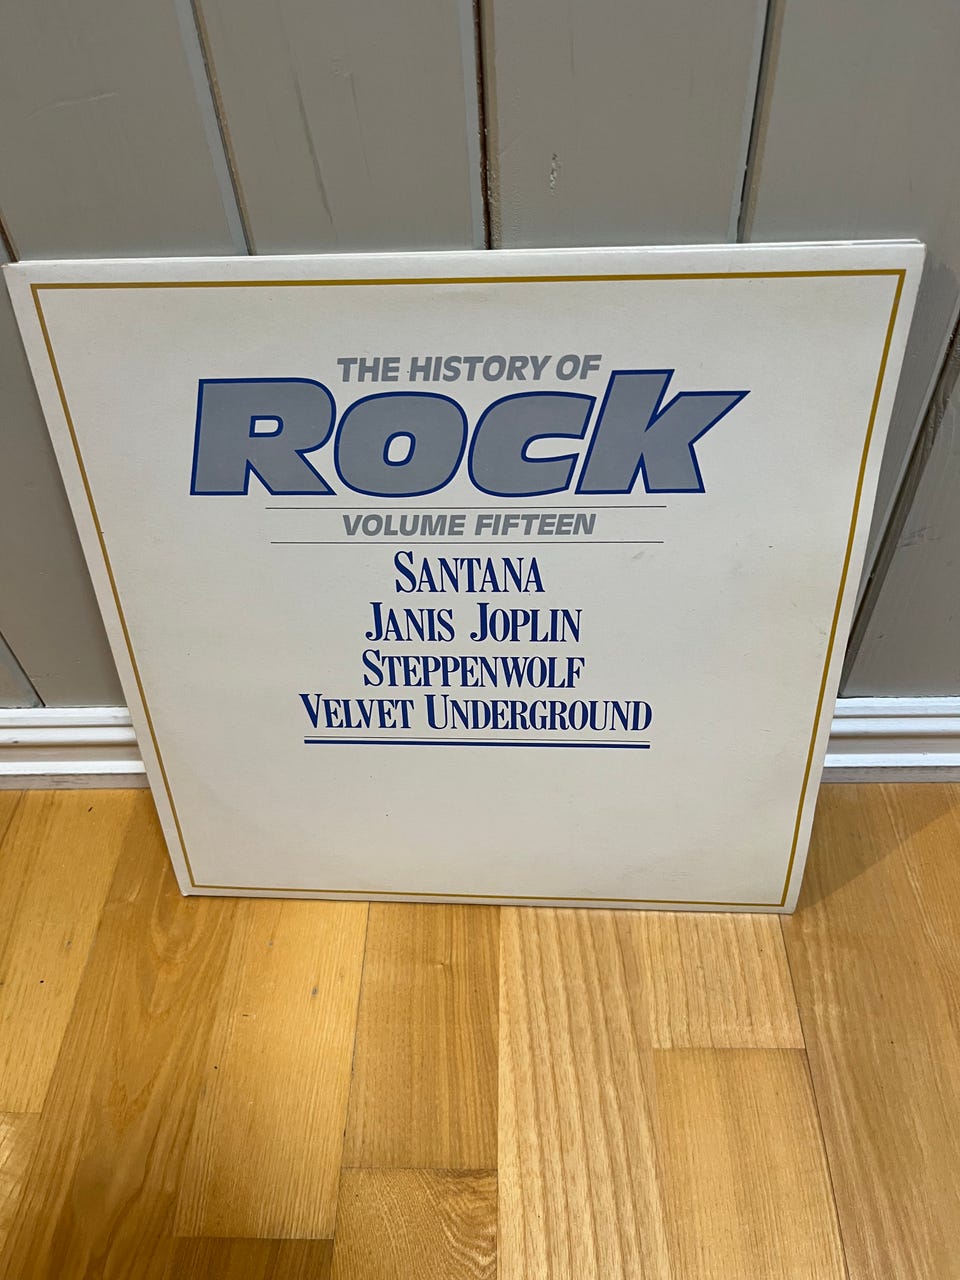 THE HISTORY OF
ROCK
VOLUME FIFTEEN
SANTANA
JANIS JOPLIN
STEPPENWOLF
VELVET UNDERGROUND